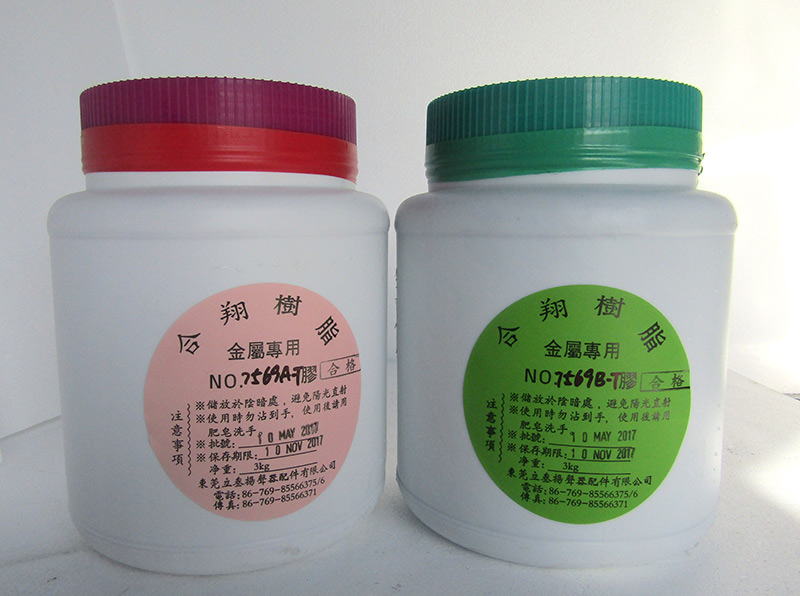 合翔樹脂
金屬專用
NO.7569A-T膠 合格
注意事項
※儲放於陰暗處，避免陽光直射
※使用時勿沾到手，使用後請用
肥皂洗手
※批號: 10 MAY 2017
※保存期限: 10 NOV 2017
净重: 3kg
東莞立叁揚聲器配件有限公司
電話:86-769-85566375/6
傳真:86-769-85566371
合翔樹脂
金屬專用
NO.7569B-T膠 合格
注意事項
※儲放於陰暗處，避免陽光直射
※使用時勿沾到手，使用後請用
肥皂洗手
※批號: 10 MAY 2017
※保存期限: 10 NOV 2017
净重: 3kg
東莞立叁揚聲器配件有限公司
電話:86-769-85566375/6
傳真:86-769-85566371